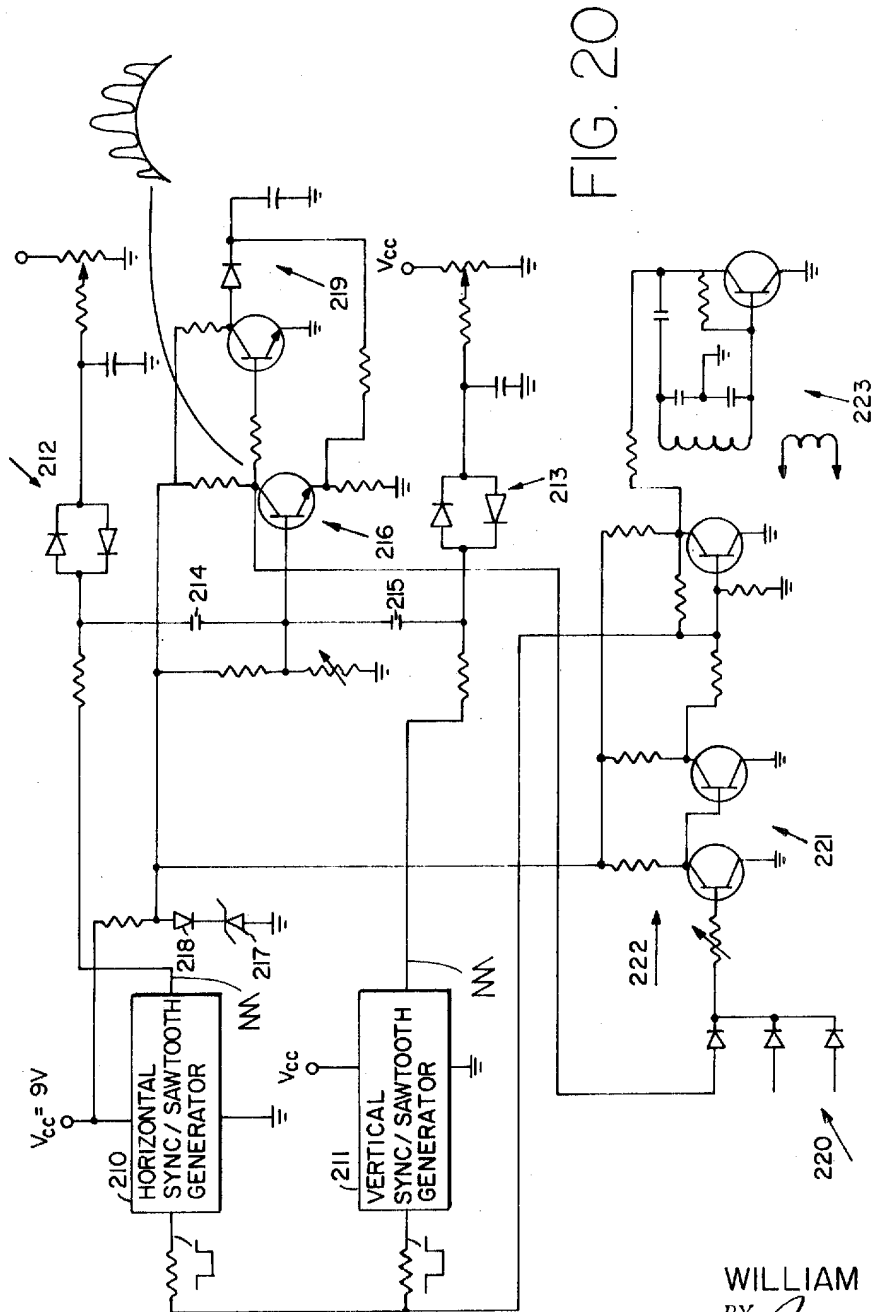 FIG. 20
212
219
VCC
214
216
213
215
VCC = 9V
210
HORIZONTAL
SYNC/SAWTOOTH
GENERATOR
218
217
VCC
211
VERTICAL
SYNC/SAWTOOTH
GENERATOR
223
222
221
220
WILLIAM
BY